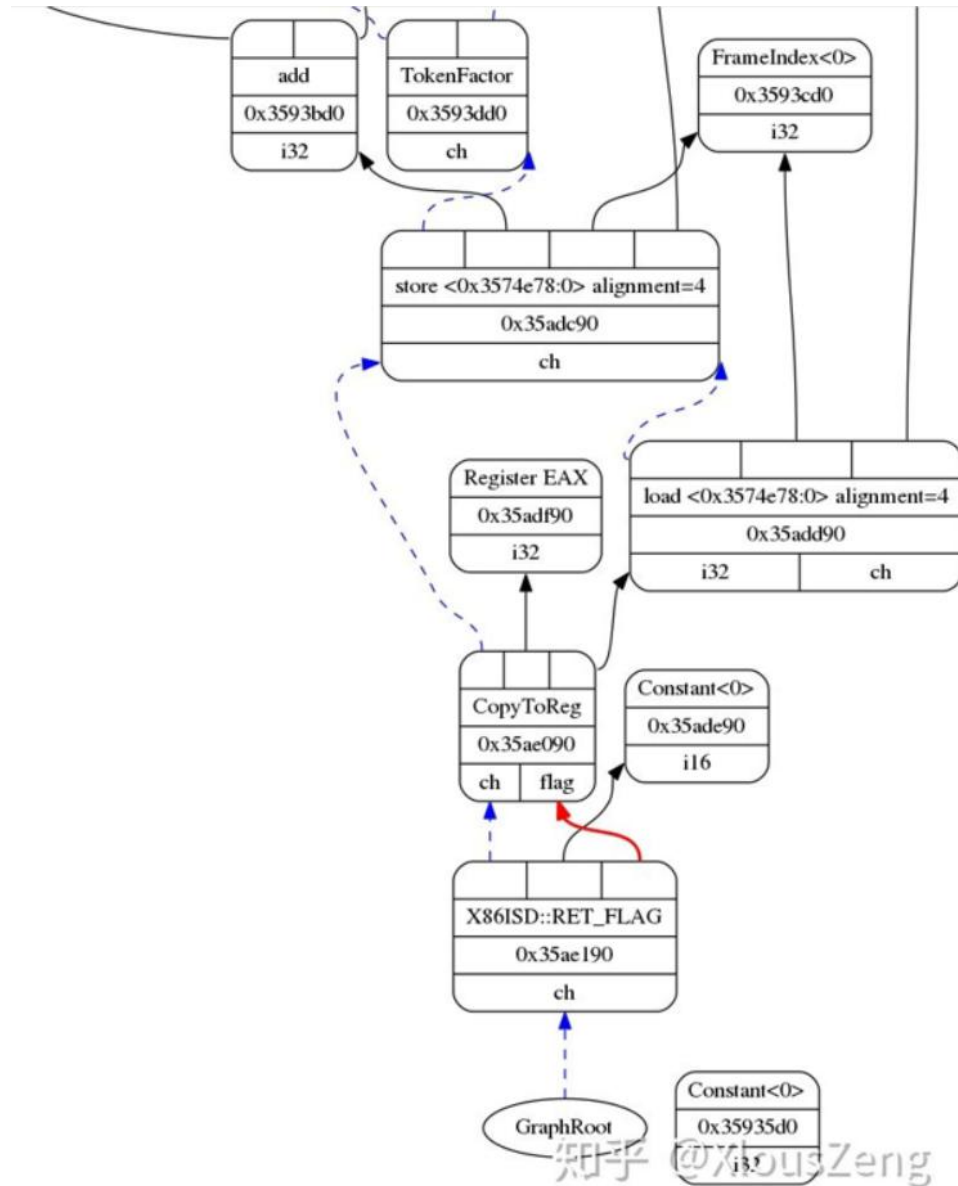 add
0x3593bd0
i32
TokenFactor
0x3593dd0
ch
FrameIndex<0>
0x3593cd0
i32
store <0x3574e78:0> alignment=4
0x35adc90
ch
Register EAX
0x35adf90
i32
load <0x3574e78:0> alignment=4
0x35add90
i32 ch
CopyToReg
0x35ae090
ch flag
Constant<0>
0x35ade90
i16
X86ISD::RET_FLAG
0x35ae190
ch
GraphRoot
Constant<0>
0x35935d0
i32
知乎 @XlousZeng